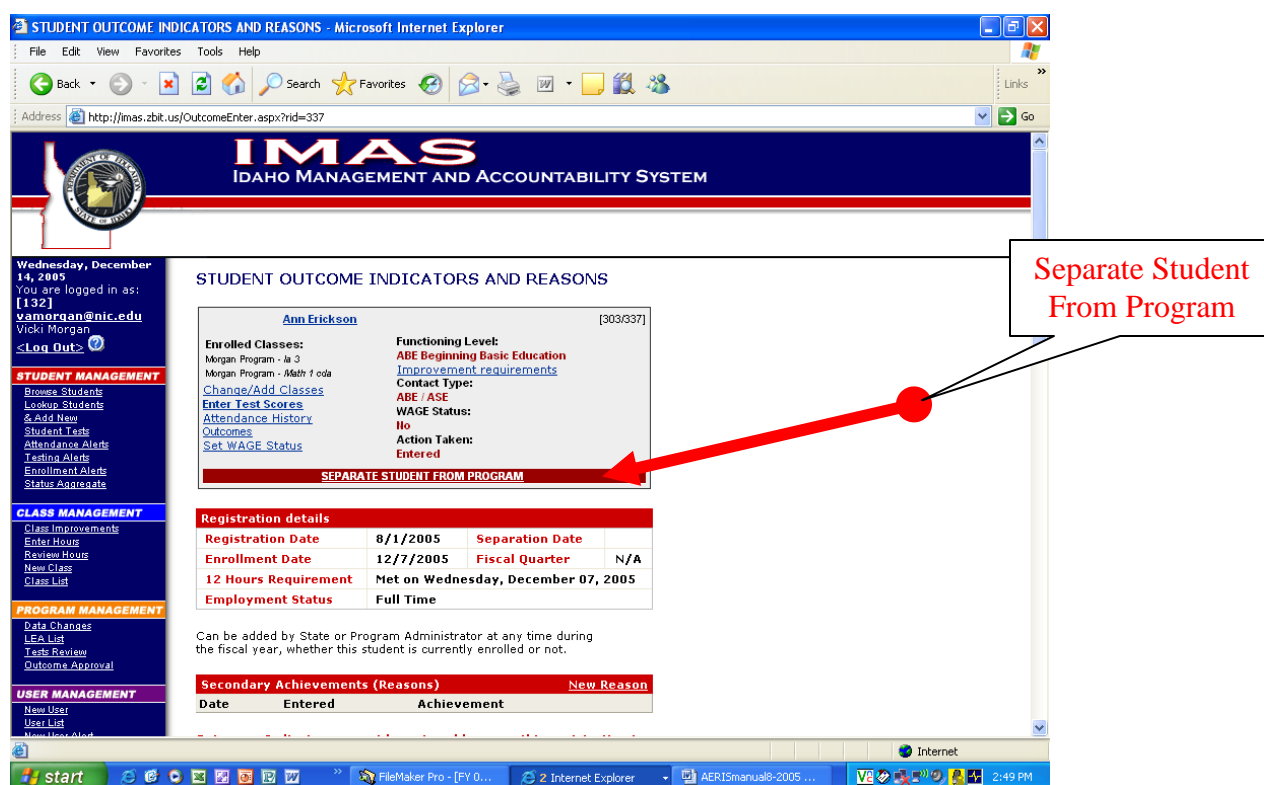 STUDENT OUTCOME INDICATORS AND REASONS - Microsoft Internet Explorer
File Edit View Favorites Tools Help
Back Search Favorites Links
Address http://imas.zbit.us/OutcomeEnter.aspx?rid=337 Go
IMAS
IDAHO MANAGEMENT AND ACCOUNTABILITY SYSTEM
DEPARTMENT OF EDUCATION
STATE OF IDAHO
Wednesday, December
14, 2005
You are logged in as:
[132]
vamorgan@nic.edu
Vicki Morgan
<Log Out>
STUDENT MANAGEMENT
Browse Students
Lookup Students
& Add New
Student Tests
Attendance Alerts
Testing Alerts
Enrollment Alerts
Status Aggregate
CLASS MANAGEMENT
Class Improvements
Enter Hours
Review Hours
New Class
Class List
PROGRAM MANAGEMENT
Data Changes
LEA List
Tests Review
Outcome Approval
USER MANAGEMENT
New User
User List
New User Alert
STUDENT OUTCOME INDICATORS AND REASONS
Ann Erickson [303/337]
Enrolled Classes:
Morgan Program - la 3
Morgan Program - Math 1 cda
Change/Add Classes
Enter Test Scores
Attendance History
Outcomes
Set WAGE Status
Functioning Level:
ABE Beginning Basic Education
Improvement requirements
Contact Type:
ABE / ASE
WAGE Status:
No
Action Taken:
Entered
SEPARATE STUDENT FROM PROGRAM
Registration details
Registration Date 8/1/2005 Separation Date
Enrollment Date 12/7/2005 Fiscal Quarter N/A
12 Hours Requirement Met on Wednesday, December 07, 2005
Employment Status Full Time
Can be added by State or Program Administrator at any time during
the fiscal year, whether this student is currently enrolled or not.
Secondary Achievements (Reasons) New Reason
Date Entered Achievement
Separate Student
From Program
Internet
start FileMaker Pro - [FY 0... 2 Internet Explorer AERISmanual8-2005 ... 2:49 PM